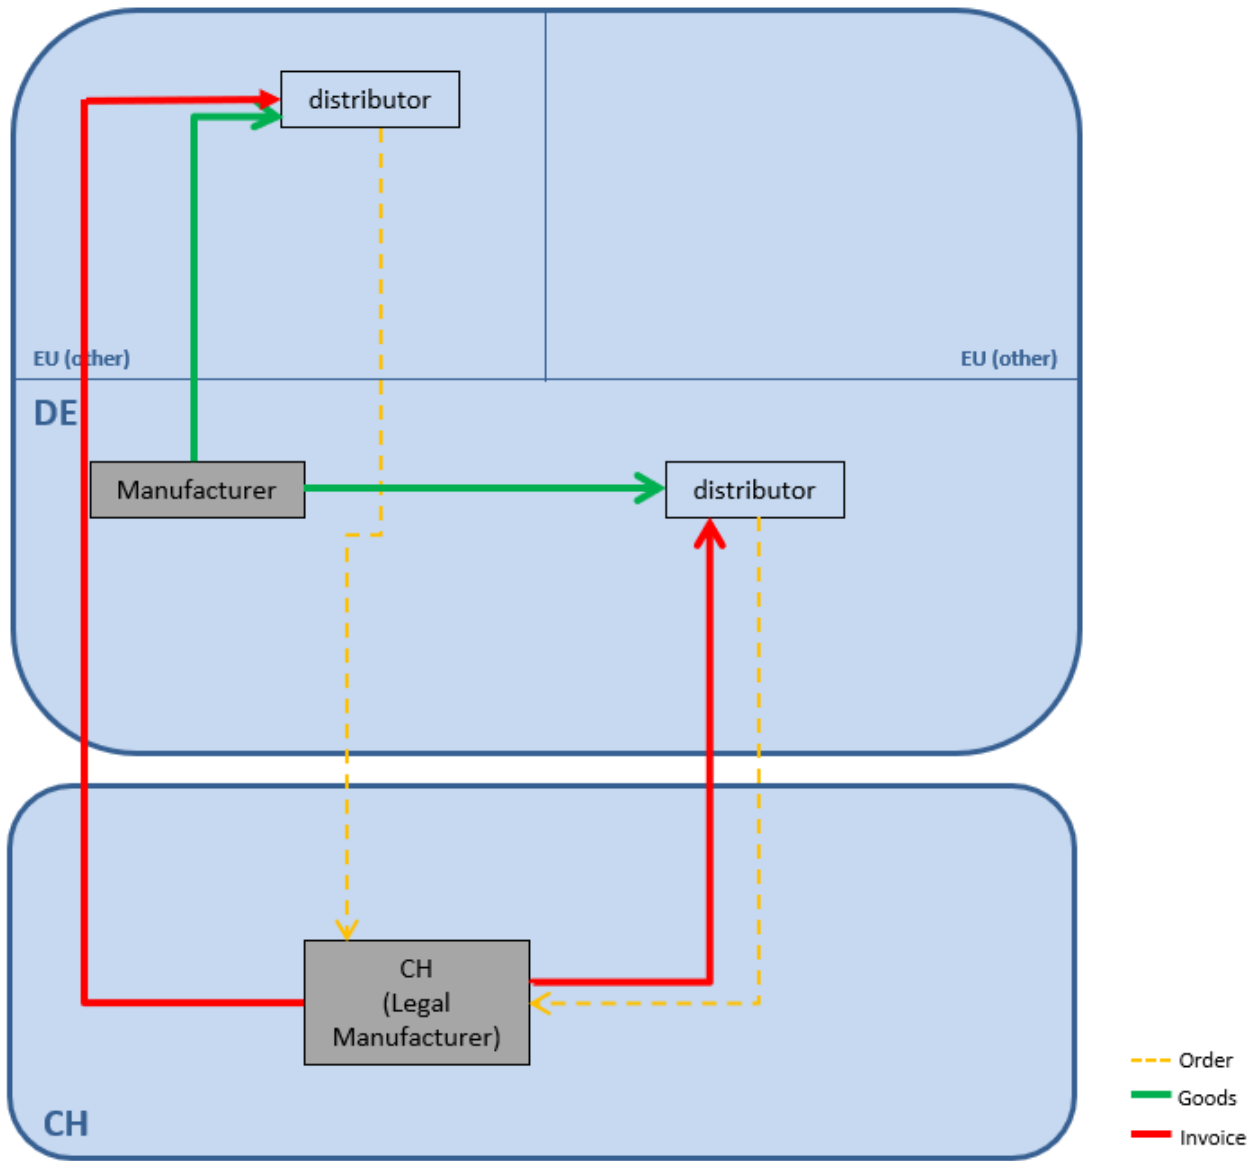 distributor
EU (other)
EU (other)
DE
Manufacturer
distributor
CH
(Legal
Manufacturer)
CH
Order
Goods
Invoice